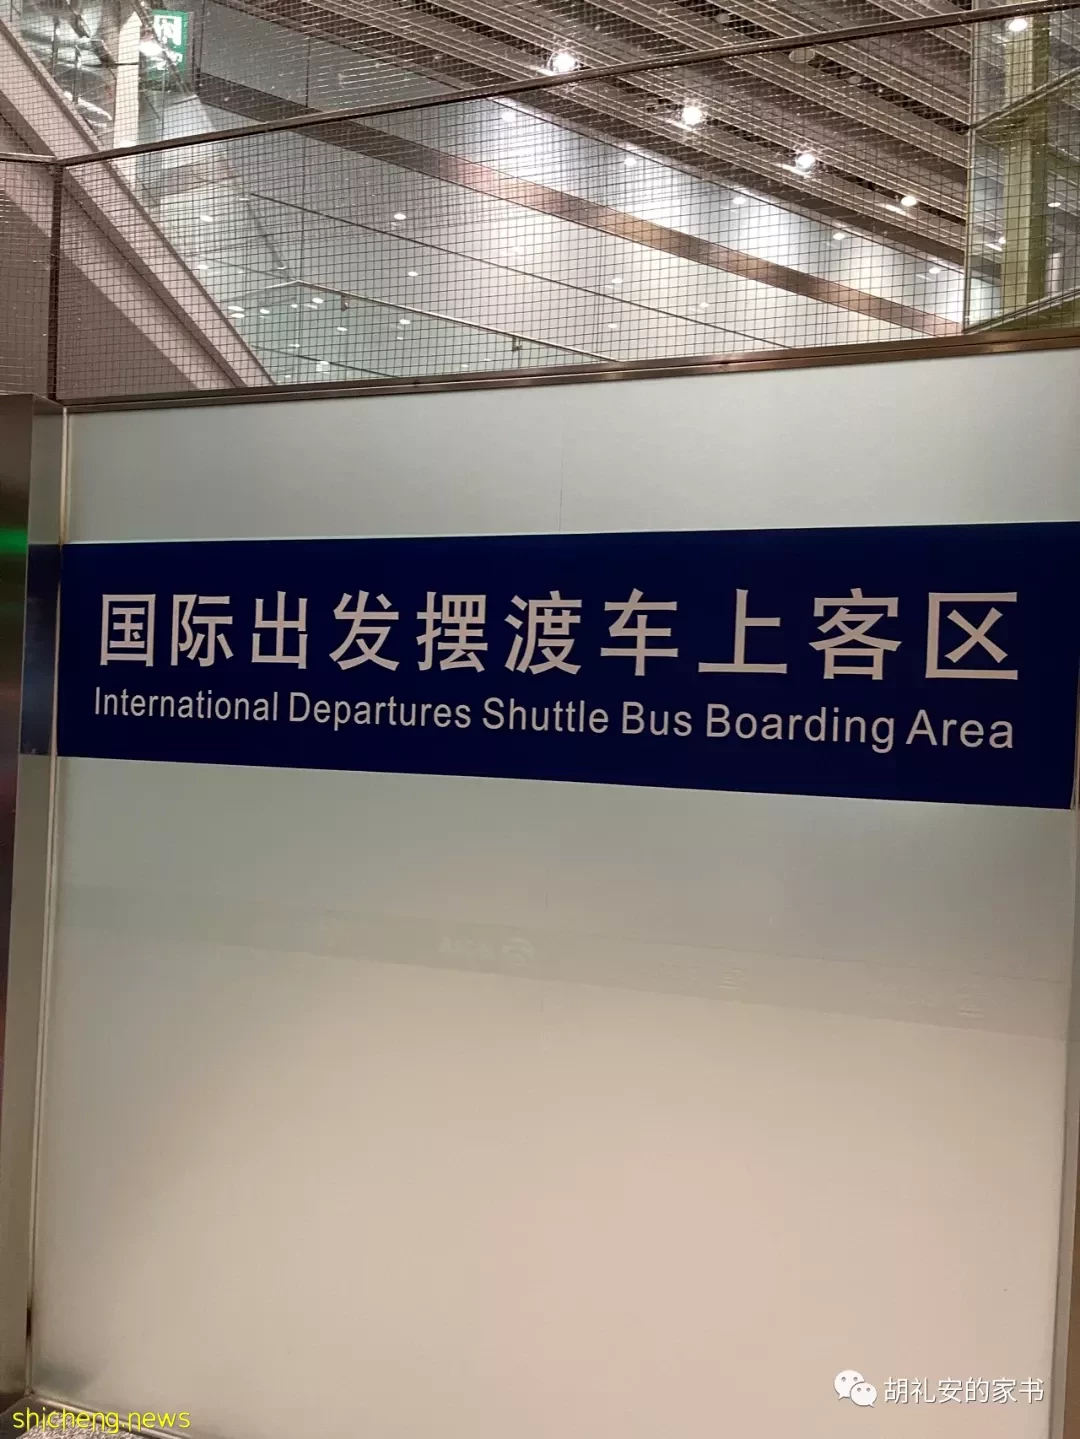 国际出发摆渡车上客区
International Departures Shuttle Bus Boarding Area
胡礼安的家书
shicheng.news